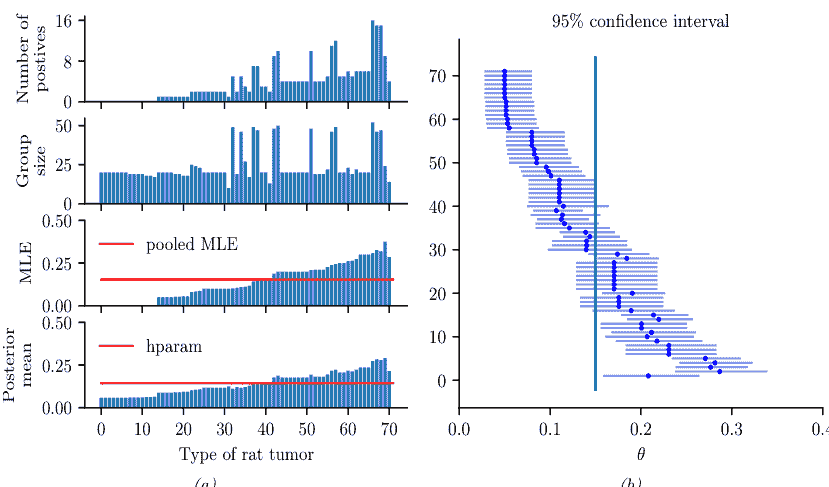 Number of
postives
16
8
0
Group
size
50
25
0
MLE
0.50
0.25
0.00
pooled MLE
Posterior
mean
0.50
0.25
0.00
hparam
0 10 20 30 40 50 60 70
Type of rat tumor
(a)
95% confidence interval
70
60
50
40
30
20
10
0
0.0 0.1 0.2 0.3 0.4
θ
(b)